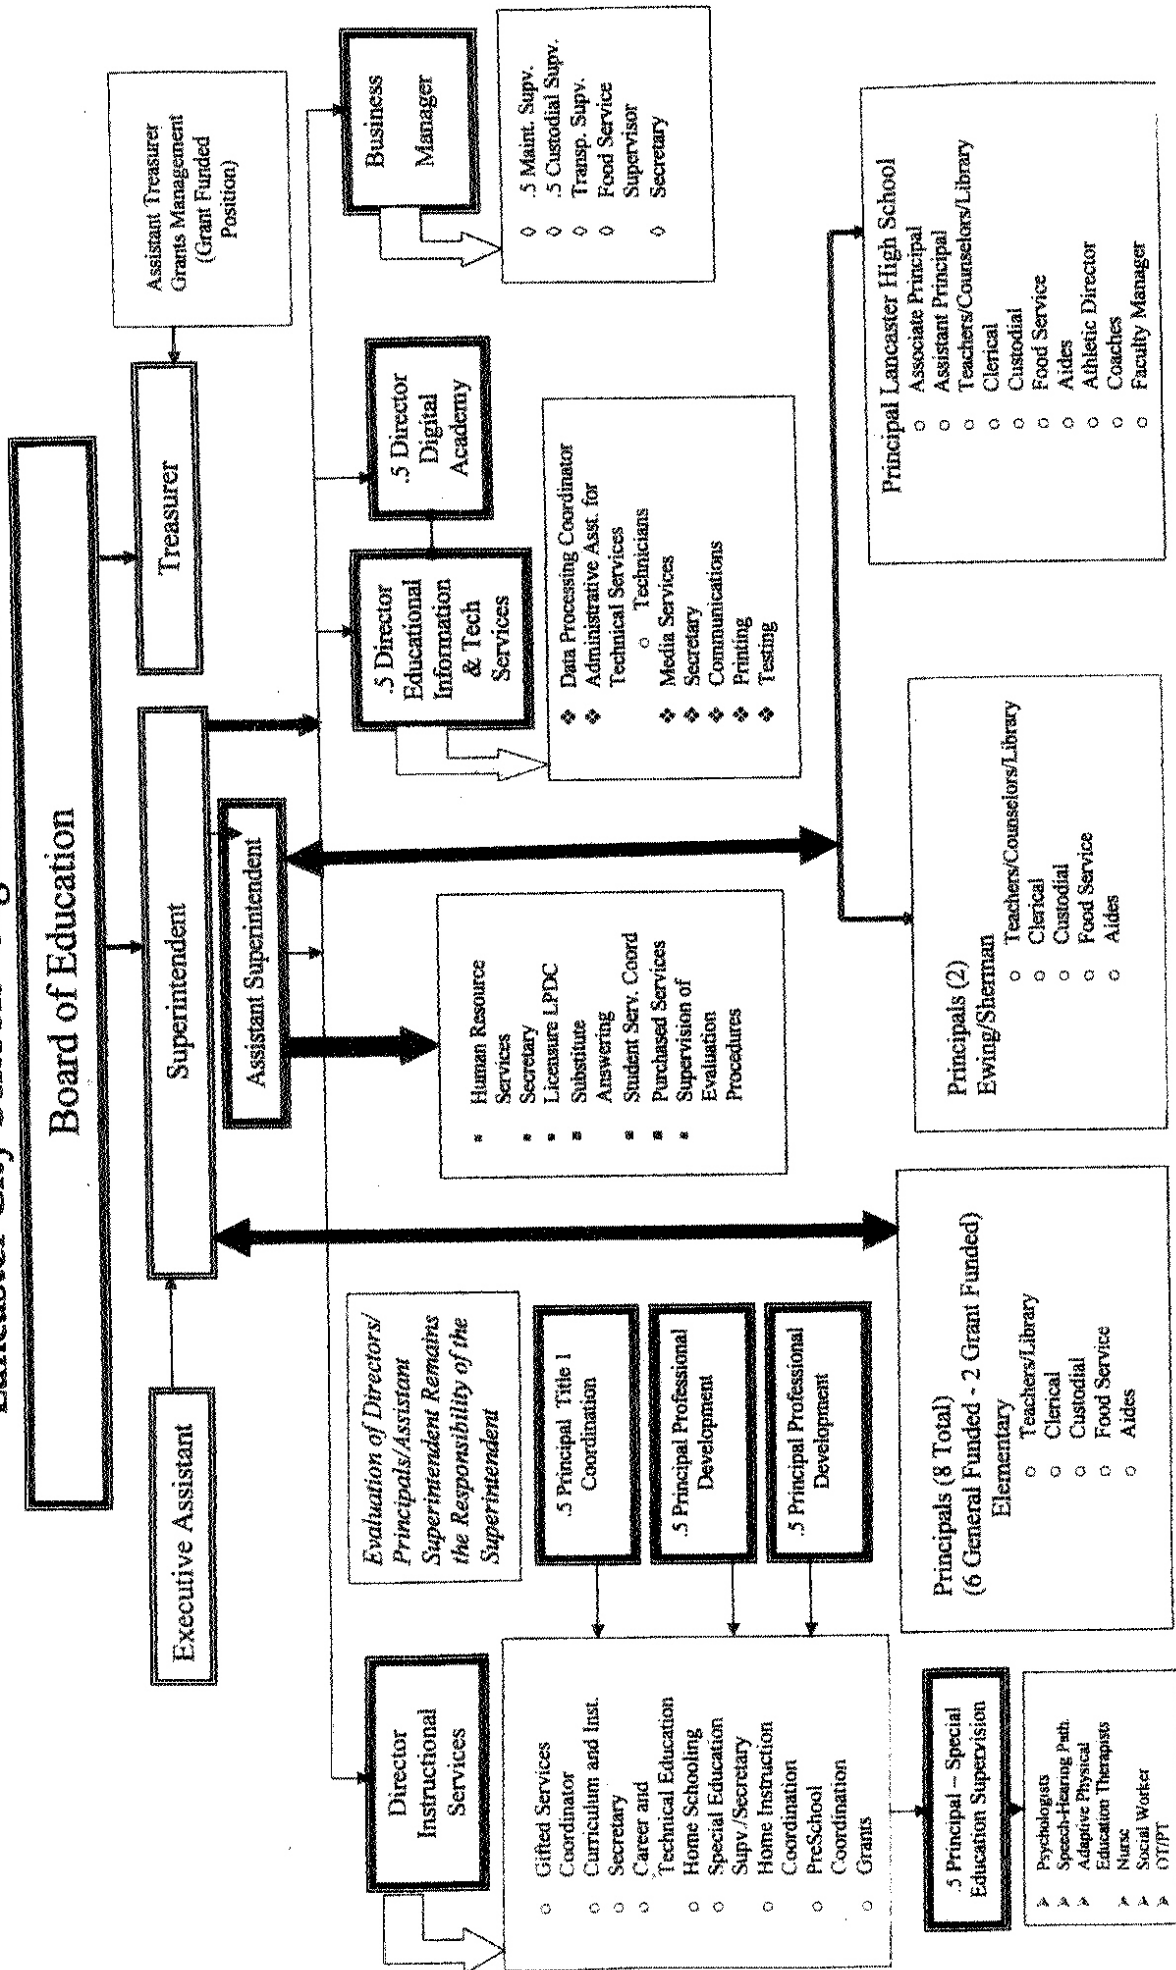 Board of Education
Executive Assistant
Superintendent
Treasurer
Assistant Treasurer
Grants Management
(Grant Funded
Position)
Assistant Superintendent
Director
Instructional
Services
Evaluation of Directors/
Principals/Assistant
Superintendent Remains
the Responsibility of the
Superintendent
.5 Director
Educational
Information
& Tech
Services
.5 Director
Digital
Academy
Business
Manager
○ Gifted Services
Coordinator
○ Curriculum and Inst.
○ Secretary
○ Career and
Technical Education
○ Home Schooling
○ Special Education
Supv./Secretary
○ Home Instruction
Coordination
○ PreSchool
Coordination
○ Grants
.5 Principal Title 1
Coordination
.5 Principal Professional
Development
.5 Principal Professional
Development
▪ Human Resource
Services
▪ Secretary
▪ Licensure LPDC
▪ Substitute
Answering
▪ Student Serv. Coord
▪ Purchased Services
▪ Supervision of
Evaluation
Procedures
❖ Data Processing Coordinator
❖ Administrative Asst. for
Technical Services
○ Technicians
❖ Media Services
❖ Secretary
❖ Communications
❖ Printing
❖ Testing
◊ .5 Maint. Supv.
◊ .5 Custodial Supv.
◊ Transp. Supv.
◊ Food Service
Supervisor
◊ Secretary
.5 Principal – Special
Education Supervision
➢ Psychologists
➢ Speech-Hearing Path.
➢ Adaptive Physical
Education Therapists
➢ Nurse
➢ Social Worker
➢ OT/PT
Principals (8 Total)
(6 General Funded - 2 Grant Funded)
Elementary
○ Teachers/Library
○ Clerical
○ Custodial
○ Food Service
○ Aides
Principals (2)
Ewing/Sherman
○ Teachers/Counselors/Library
○ Clerical
○ Custodial
○ Food Service
○ Aides
Principal Lancaster High School
○ Associate Principal
○ Assistant Principal
○ Teachers/Counselors/Library
○ Clerical
○ Custodial
○ Food Service
○ Aides
○ Athletic Director
○ Coaches
○ Faculty Manager